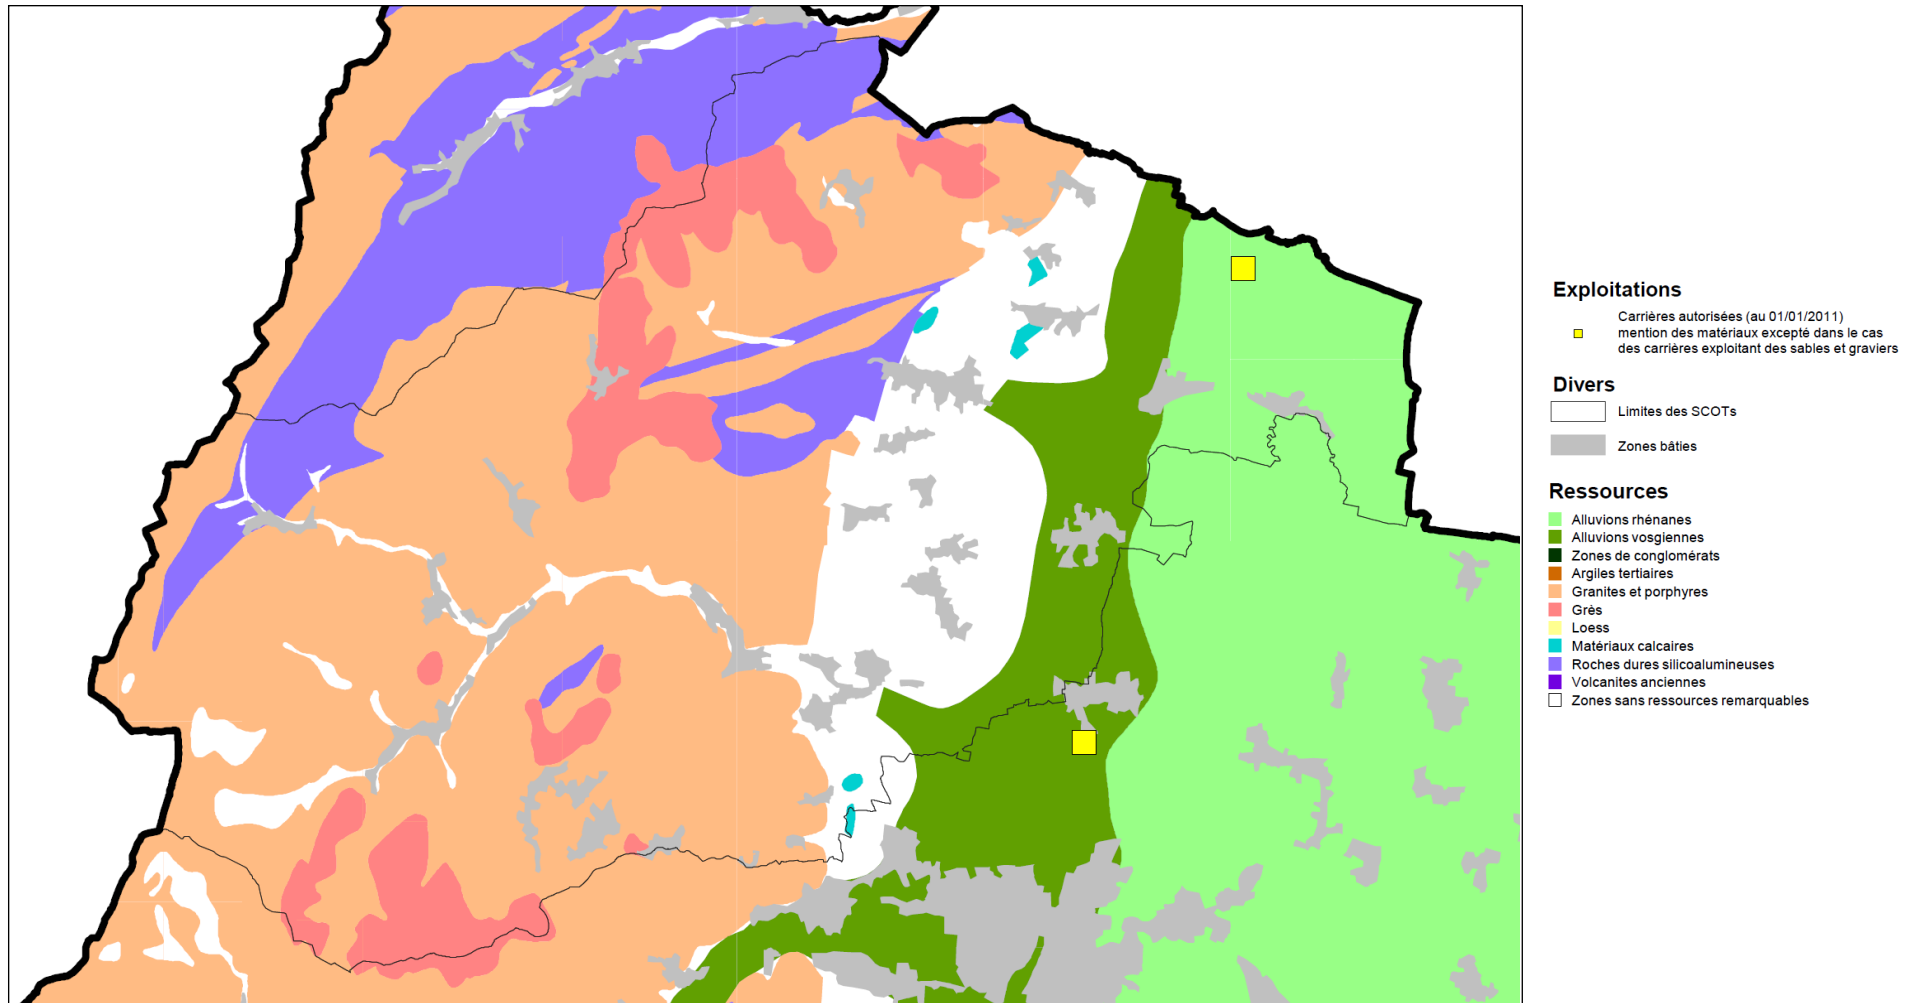 Exploitations
Carrières autorisées (au 01/01/2011)
mention des matériaux excepté dans le cas
des carrières exploitant des sables et graviers
Divers
Limites des SCOTs
Zones bâties
Ressources
Alluvions rhénanes
Alluvions vosgiennes
Zones de conglomérats
Argiles tertiaires
Granites et porphyres
Grès
Loess
Matériaux calcaires
Roches dures silicoalumineuses
Volcanites anciennes
Zones sans ressources remarquables